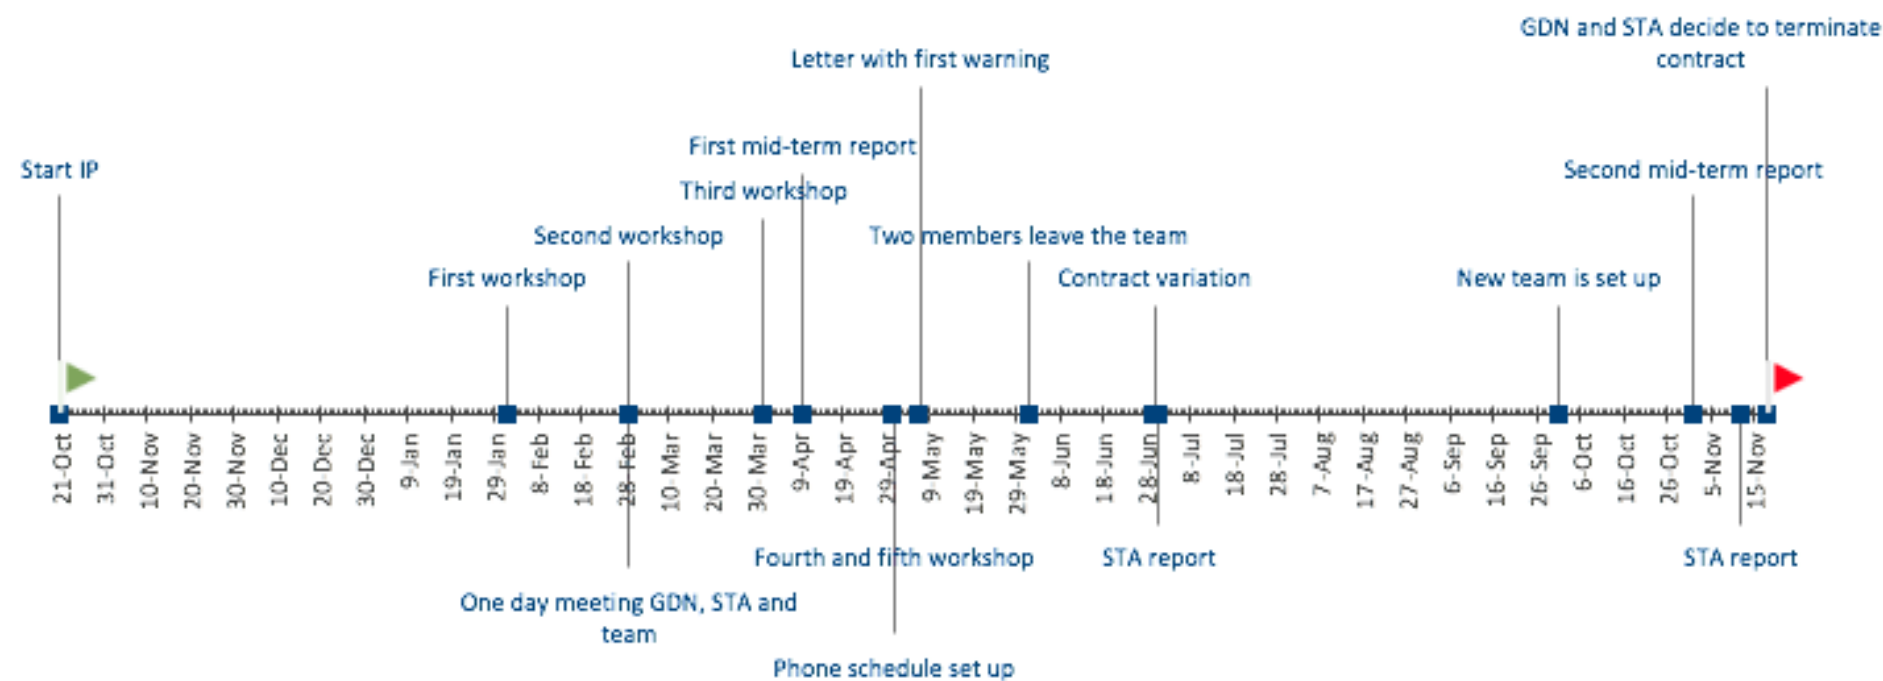 GDN and STA decide to terminate
contract
Letter with first warning
First mid-term report
Start IP
Second mid-term report
Third workshop
Second workshop
Two members leave the team
First workshop
Contract variation
New team is set up
21-Oct
31-Oct
10-Nov
20-Nov
30-Nov
10-Dec
20-Dec
30-Dec
9-Jan
19-Jan
29-Jan
8-Feb
18-Feb
28-Feb
10-Mar
20-Mar
30-Mar
9-Apr
19-Apr
29-Apr
9-May
19-May
29-May
8-Jun
18-Jun
28-Jun
8-Jul
18-Jul
28-Jul
7-Aug
17-Aug
27-Aug
6-Sep
16-Sep
26-Sep
6-Oct
16-Oct
26-Oct
5-Nov
15-Nov
Fourth and fifth workshop
STA report
STA report
One day meeting GDN, STA and
team
Phone schedule set up